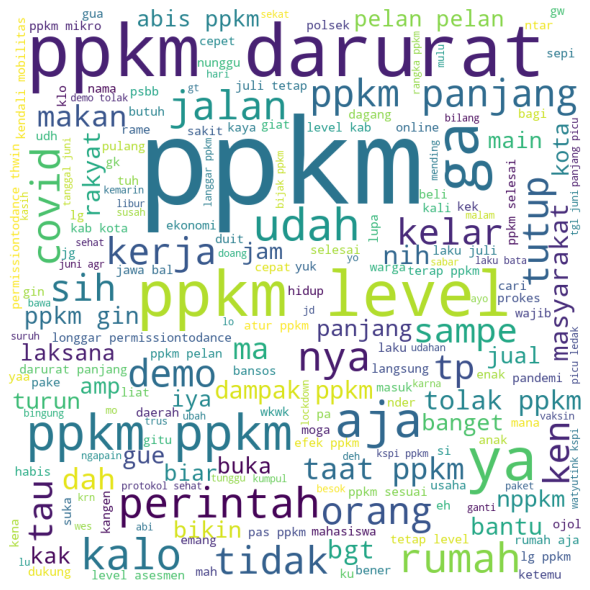 gua
polsek
sekat
gw
ppkm mikro
abis ppkm
cepet
pelan pelan
ntar
ppkm darurat
nunggu
hari
sepi
klo
nama
psbb
juli tetap
rangka ppkm
mulu
demo tolak
butuh
gt
jalan
ppkm panjang
bagi
makan
rame
sakit
kaya
giat
dagang
bilang
udh
pulang
level kab
online
main
kota
gk
tuh
langgar ppkm
bijak ppkm
mending
panjang picu
kendali mobilitas
permissiontodance thwin
tanggal juni
kasih
covid
rakyat
ppkm
ga
tutup
kemarin
beli
ppkm selesai
tgl juni
lg
libur
kali
kek
kab kota
susah
ekonomi
udah
lupa
malam
jg
duit
selesai
kelar
masyarakat
sehat
doang
kerja
jam
nih
warga
laku bata
gin
jawa bal
cepat
yuk
yo
terap ppkm
cari
juni agr
sabar
bawa
sih
ppkm level
hidup
prokes
suruh
lo
atur ppkm
jd
ayo
wajib
ppkm gin
panjang
sampe
longgar permissiontodance
ma
nya
laku
udahan
laksana
ppkm pelan
bansos
langsung
tp
jual
picu ledak
yaa
amp
demo
dampak ppkm
enak
pandemi
pake
liat
masuk
karna
turun
iya
tolak ppkm
ken
bingung
mo
daerah
wkwk
lockdown
pa
nder
vaksin
trus
ubah
moga
aja
anak
mana
ppkm ppkm
gitu
efek ppkm
banget
watyutink kspi
dah
gue
biar
buka
deh
kspi ppkm
si
ya
ngapain
taat ppkm
tau
protokol sehat
perintah
tunggu
kumpul
orang
usaha
nppkm
paket
habis
krn
abi
besok
ppkm sesuai
eh
bantu
kena
suka
kangen
bikin
ganti
wes
emang
pas ppkm
mahasiswa
ojol
kak
kalo
tidak
bgt
tetap level
rumah
rumah aja
lu
bener
lg ppkm
dukung
level asesmen
mah
ku
ketemu